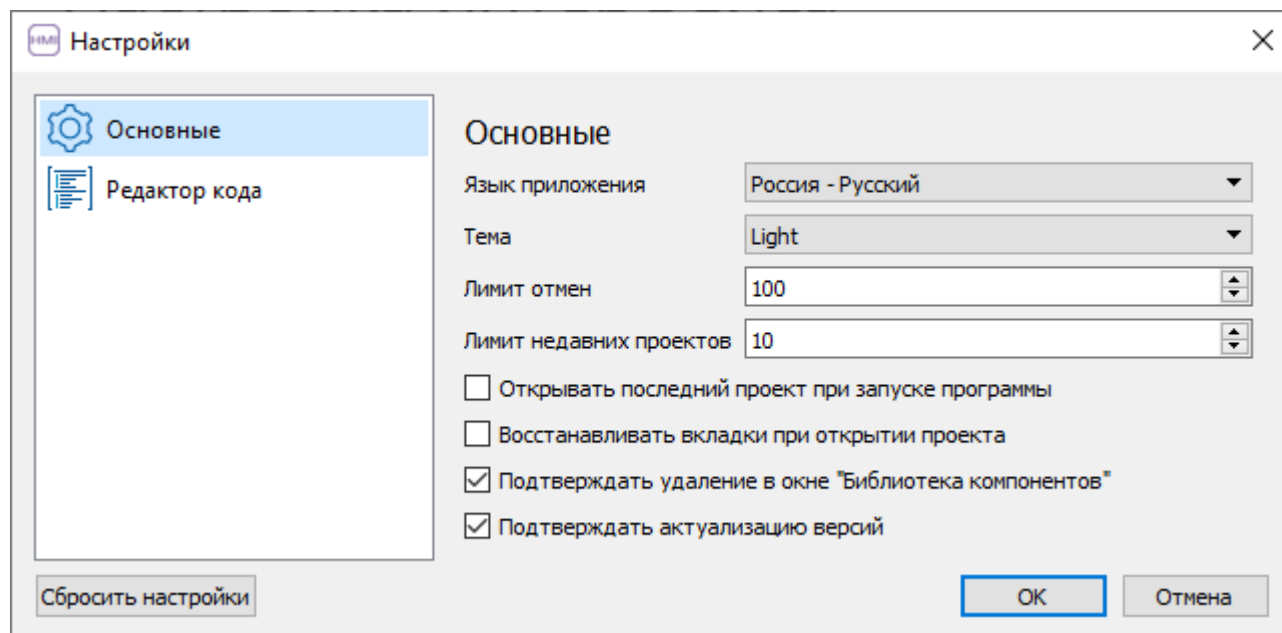 HMI Настройки
Основные
Редактор кода
Основные
Язык приложения Россия - Русский
Тема Light
Лимит отмен 100
Лимит недавних проектов 10
Открывать последний проект при запуске программы
Восстанавливать вкладки при открытии проекта
Подтверждать удаление в окне "Библиотека компонентов"
Подтверждать актуализацию версий
Сбросить настройки OK Отмена